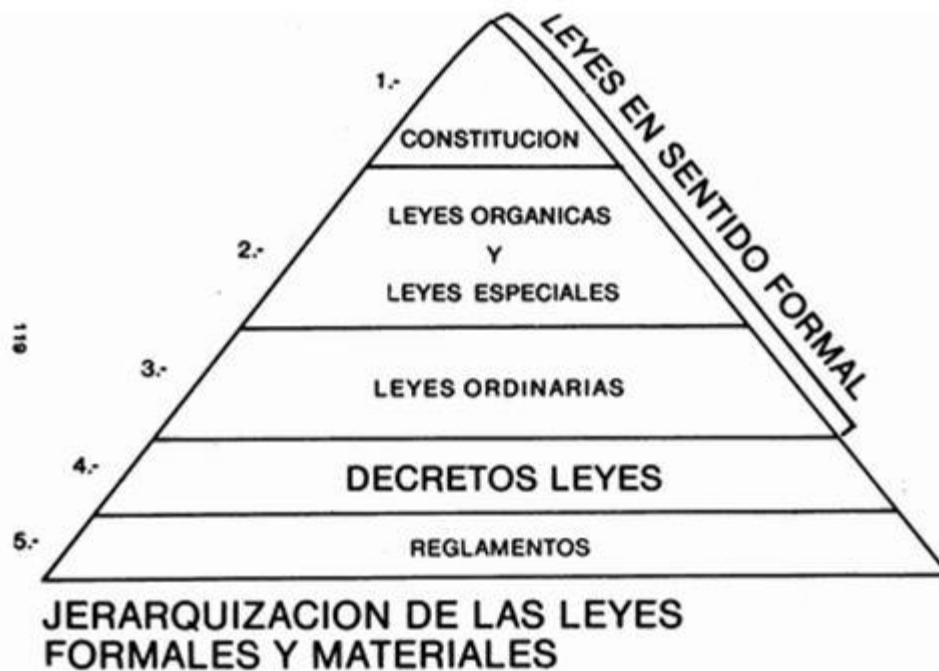 LEYES EN SENTIDO FORMAL
1.-
CONSTITUCION
2.-
LEYES ORGANICAS
Y
LEYES ESPECIALES
119
3.-
LEYES ORDINARIAS
4.-
DECRETOS LEYES
5.-
REGLAMENTOS
JERARQUIZACION DE LAS LEYES
FORMALES Y MATERIALES